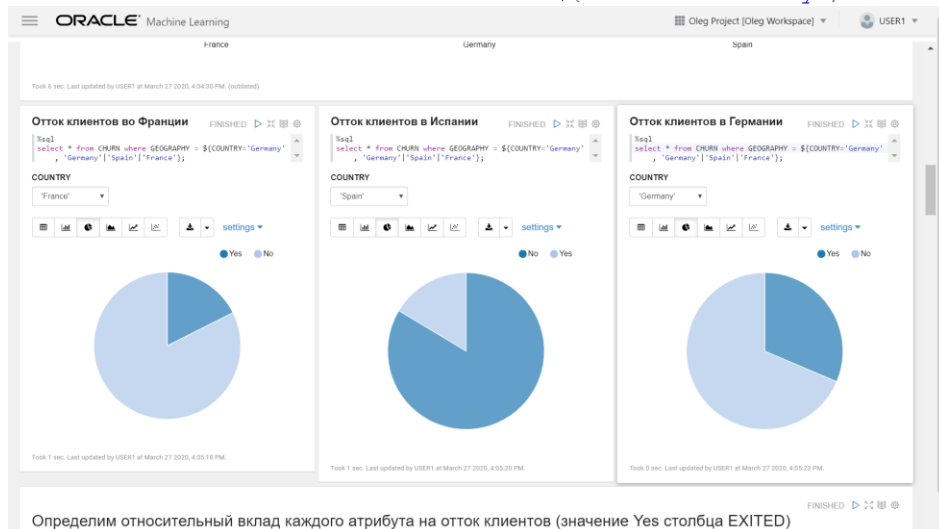 ORACLE Machine Learning
Oleg Project [Oleg Workspace]
USER1
France
Germany
Spain
Took 6 sec. Last updated by USER1 at March 27 2020, 4:04:30 PM. (outdated)
Отток клиентов во Франции
FINISHED
%sql
select * from CHURN where GEOGRAPHY = ${COUNTRY='Germany'
, 'Germany'|'Spain'|'France'};
COUNTRY
'France'
settings
Yes No
Took 1 sec. Last updated by USER1 at March 27 2020, 4:05:18 PM.
Отток клиентов в Испании
FINISHED
%sql
select * from CHURN where GEOGRAPHY = ${COUNTRY='Germany'
, 'Germany'|'Spain'|'France'};
COUNTRY
'Spain'
settings
No Yes
Took 1 sec. Last updated by USER1 at March 27 2020, 4:05:20 PM.
Отток клиентов в Германии
FINISHED
%sql
select * from CHURN where GEOGRAPHY = ${COUNTRY='Germany'
, 'Germany'|'Spain'|'France'};
COUNTRY
'Germany'
settings
Yes No
Took 0 sec. Last updated by USER1 at March 27 2020, 4:05:23 PM.
FINISHED
Определим относительный вклад каждого атрибута на отток клиентов (значение Yes столбца EXITED)